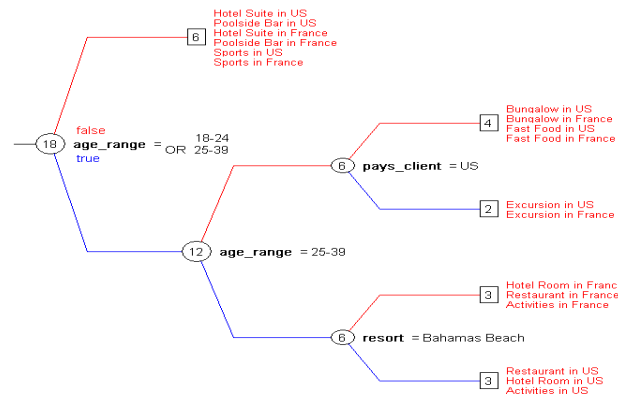 Hotel Suite in US
Poolside Bar in US
6
Hotel Suite in France
Poolside Bar in France
Sports in US
Sports in France
false
18 age_range = 18-24
OR 25-39
true
Bungalow in US
4
Bungalow in France
Fast Food in US
Fast Food in France
6 pays_client = US
2
Excursion in US
Excursion in France
12 age_range = 25-39
Hotel Room in Franc
3
Restaurant in France
Activities in France
6 resort = Bahamas Beach
Restaurant in US
3
Hotel Room in US
Activities in US